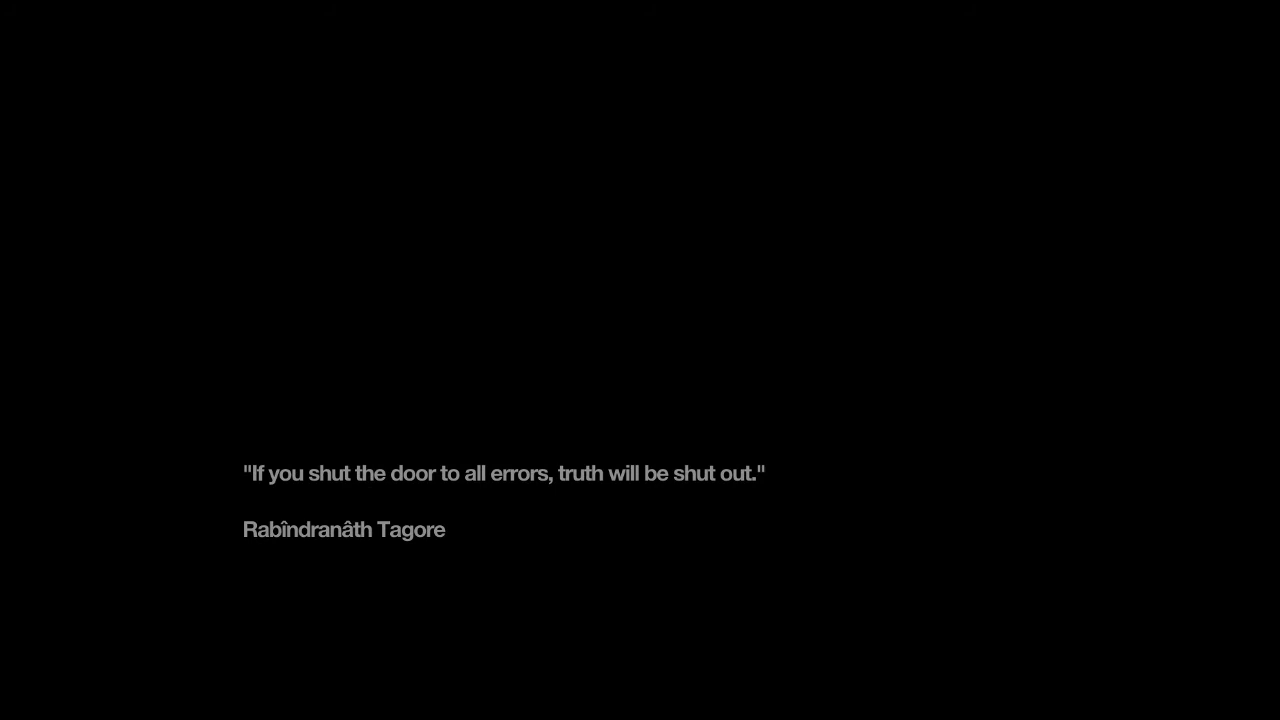 "If you shut the door to all errors, truth will be shut out."
Rabîndranâth Tagore